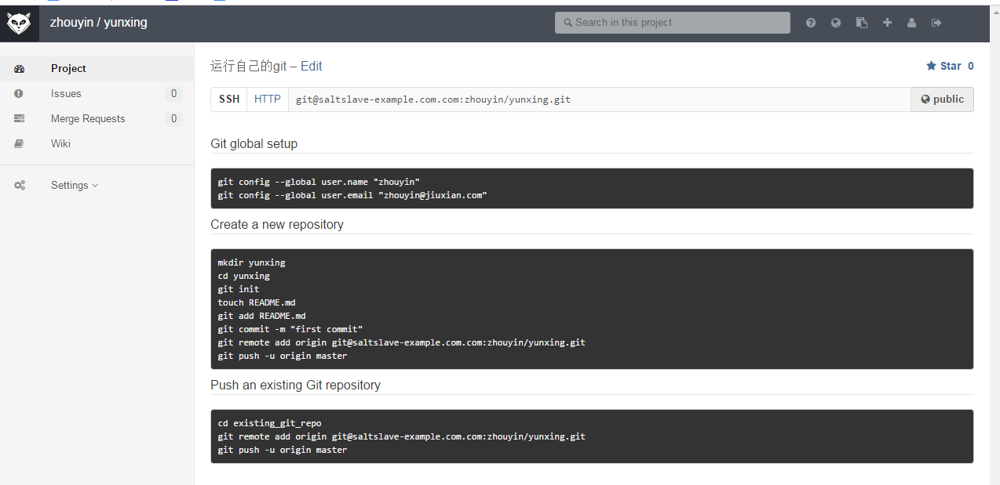 zhouyin / yunxing
Search in this project
Project
Issues 0
Merge Requests 0
Wiki
Settings
运行自己的git – Edit
Star 0
SSH HTTP git@saltslave-example.com.com:zhouyin/yunxing.git public
Git global setup
git config --global user.name "zhouyin"
git config --global user.email "zhouyin@jiuxian.com"
Create a new repository
mkdir yunxing
cd yunxing
git init
touch README.md
git add README.md
git commit -m "first commit"
git remote add origin git@saltslave-example.com.com:zhouyin/yunxing.git
git push -u origin master
Push an existing Git repository
cd existing_git_repo
git remote add origin git@saltslave-example.com.com:zhouyin/yunxing.git
git push -u origin master